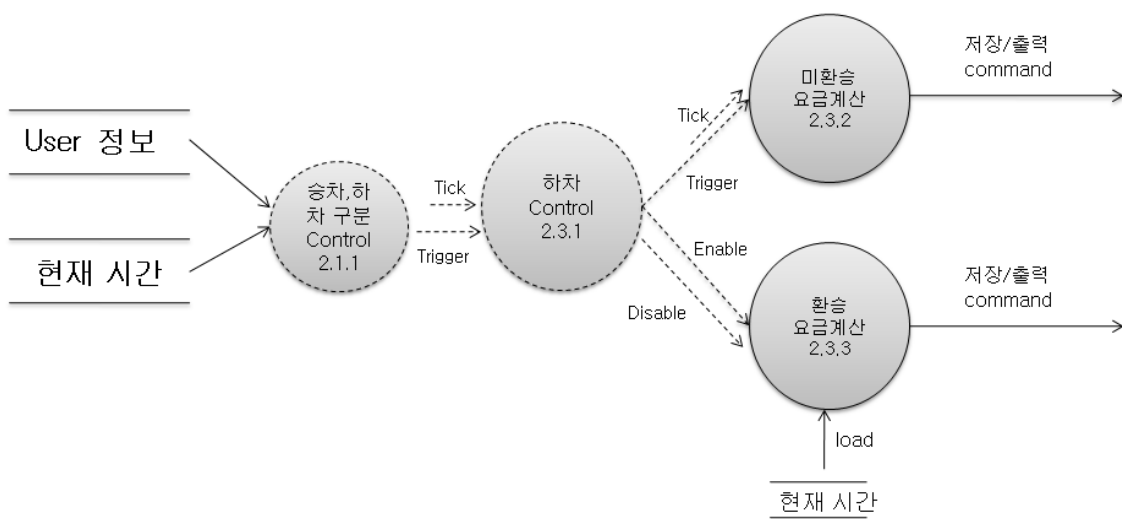 User 정보
현재 시간
승차,하
차 구분
Control
2.1.1
Tick
Trigger
하차
Control
2.3.1
Tick
Trigger
Enable
Disable
미환승
요금계산
2.3.2
저장/출력
command
환승
요금계산
2.3.3
저장/출력
command
load
현재 시간